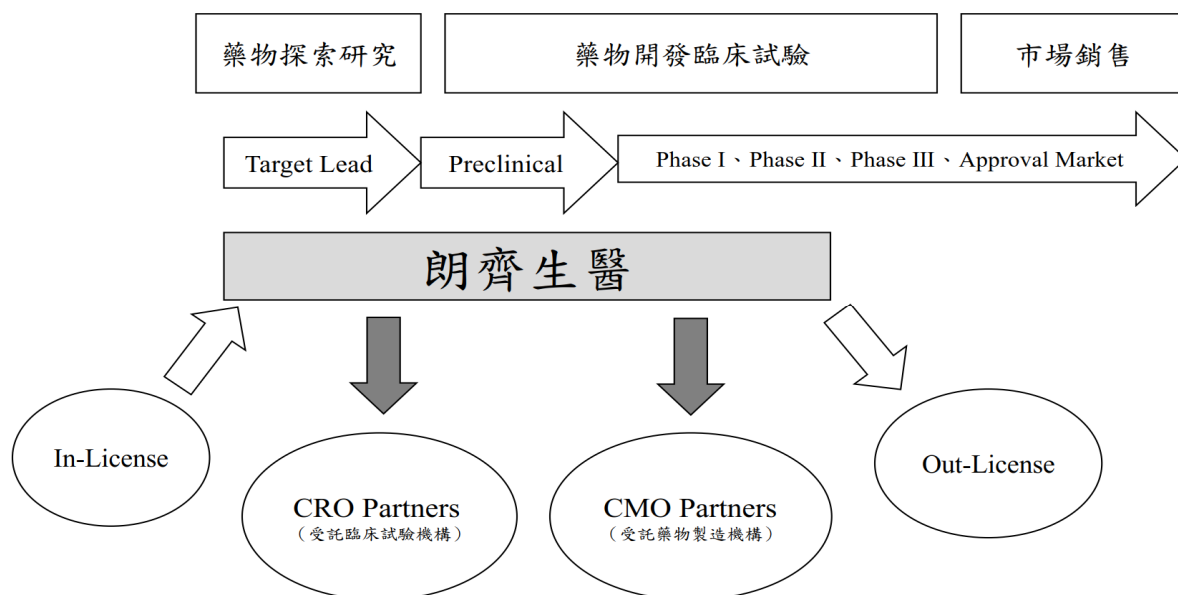 藥物探索研究
藥物開發臨床試驗
市場銷售
Target Lead
Preclinical
Phase I、Phase II、Phase III、Approval Market
朗齊生醫
In-License
CRO Partners
（受託臨床試驗機構）
CMO Partners
（受託藥物製造機構）
Out-License